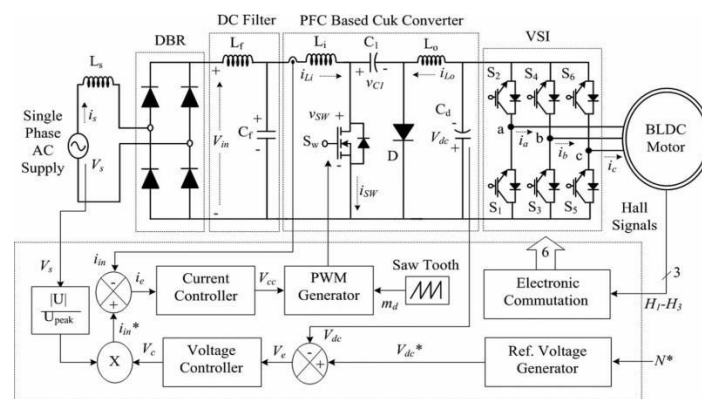 DC Filter
PFC Based Cuk Converter
DBR
VSI
Lf
Li
C1
Lo
Ls
iLi
vC1
iLo
S2
S4
S6
is
Single
Phase
AC
Supply
Vs
Vin
Cf
vSW
Sw
iSW
D
Cd
Vdc
a
b
c
ia
ib
ic
BLDC
Motor
S1
S3
S5
Hall
Signals
Vs
iin
ie
Current
Controller
Vcc
PWM
Generator
Saw Tooth
md
6
Electronic
Commutation
3
H1-H3
|U|
Upeak
iin*
Vdc
X
Vc
Voltage
Controller
Ve
Vdc*
Ref. Voltage
Generator
N*